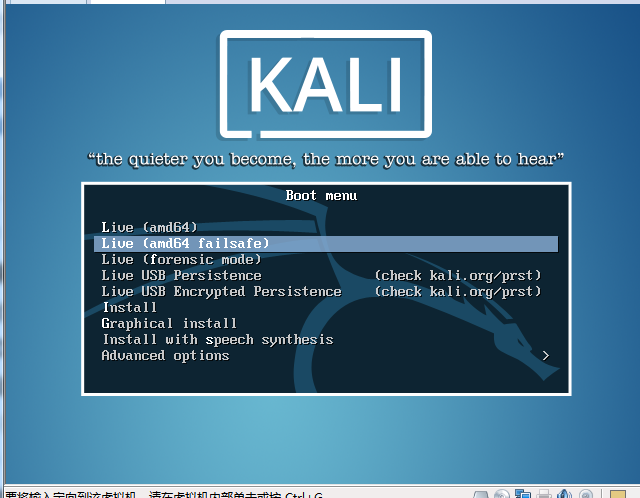 KALI
“the quieter you become, the more you are able to hear”
Boot menu
Live (amd64)
Live (amd64 failsafe)
Live (forensic mode)
Live USB Persistence (check kali.org/prst)
Live USB Encrypted Persistence (check kali.org/prst)
Install
Graphical install
Install with speech synthesis
Advanced options >
要将输入定向到该虚拟机，请在虚拟机内部单击或按 Ctrl+G